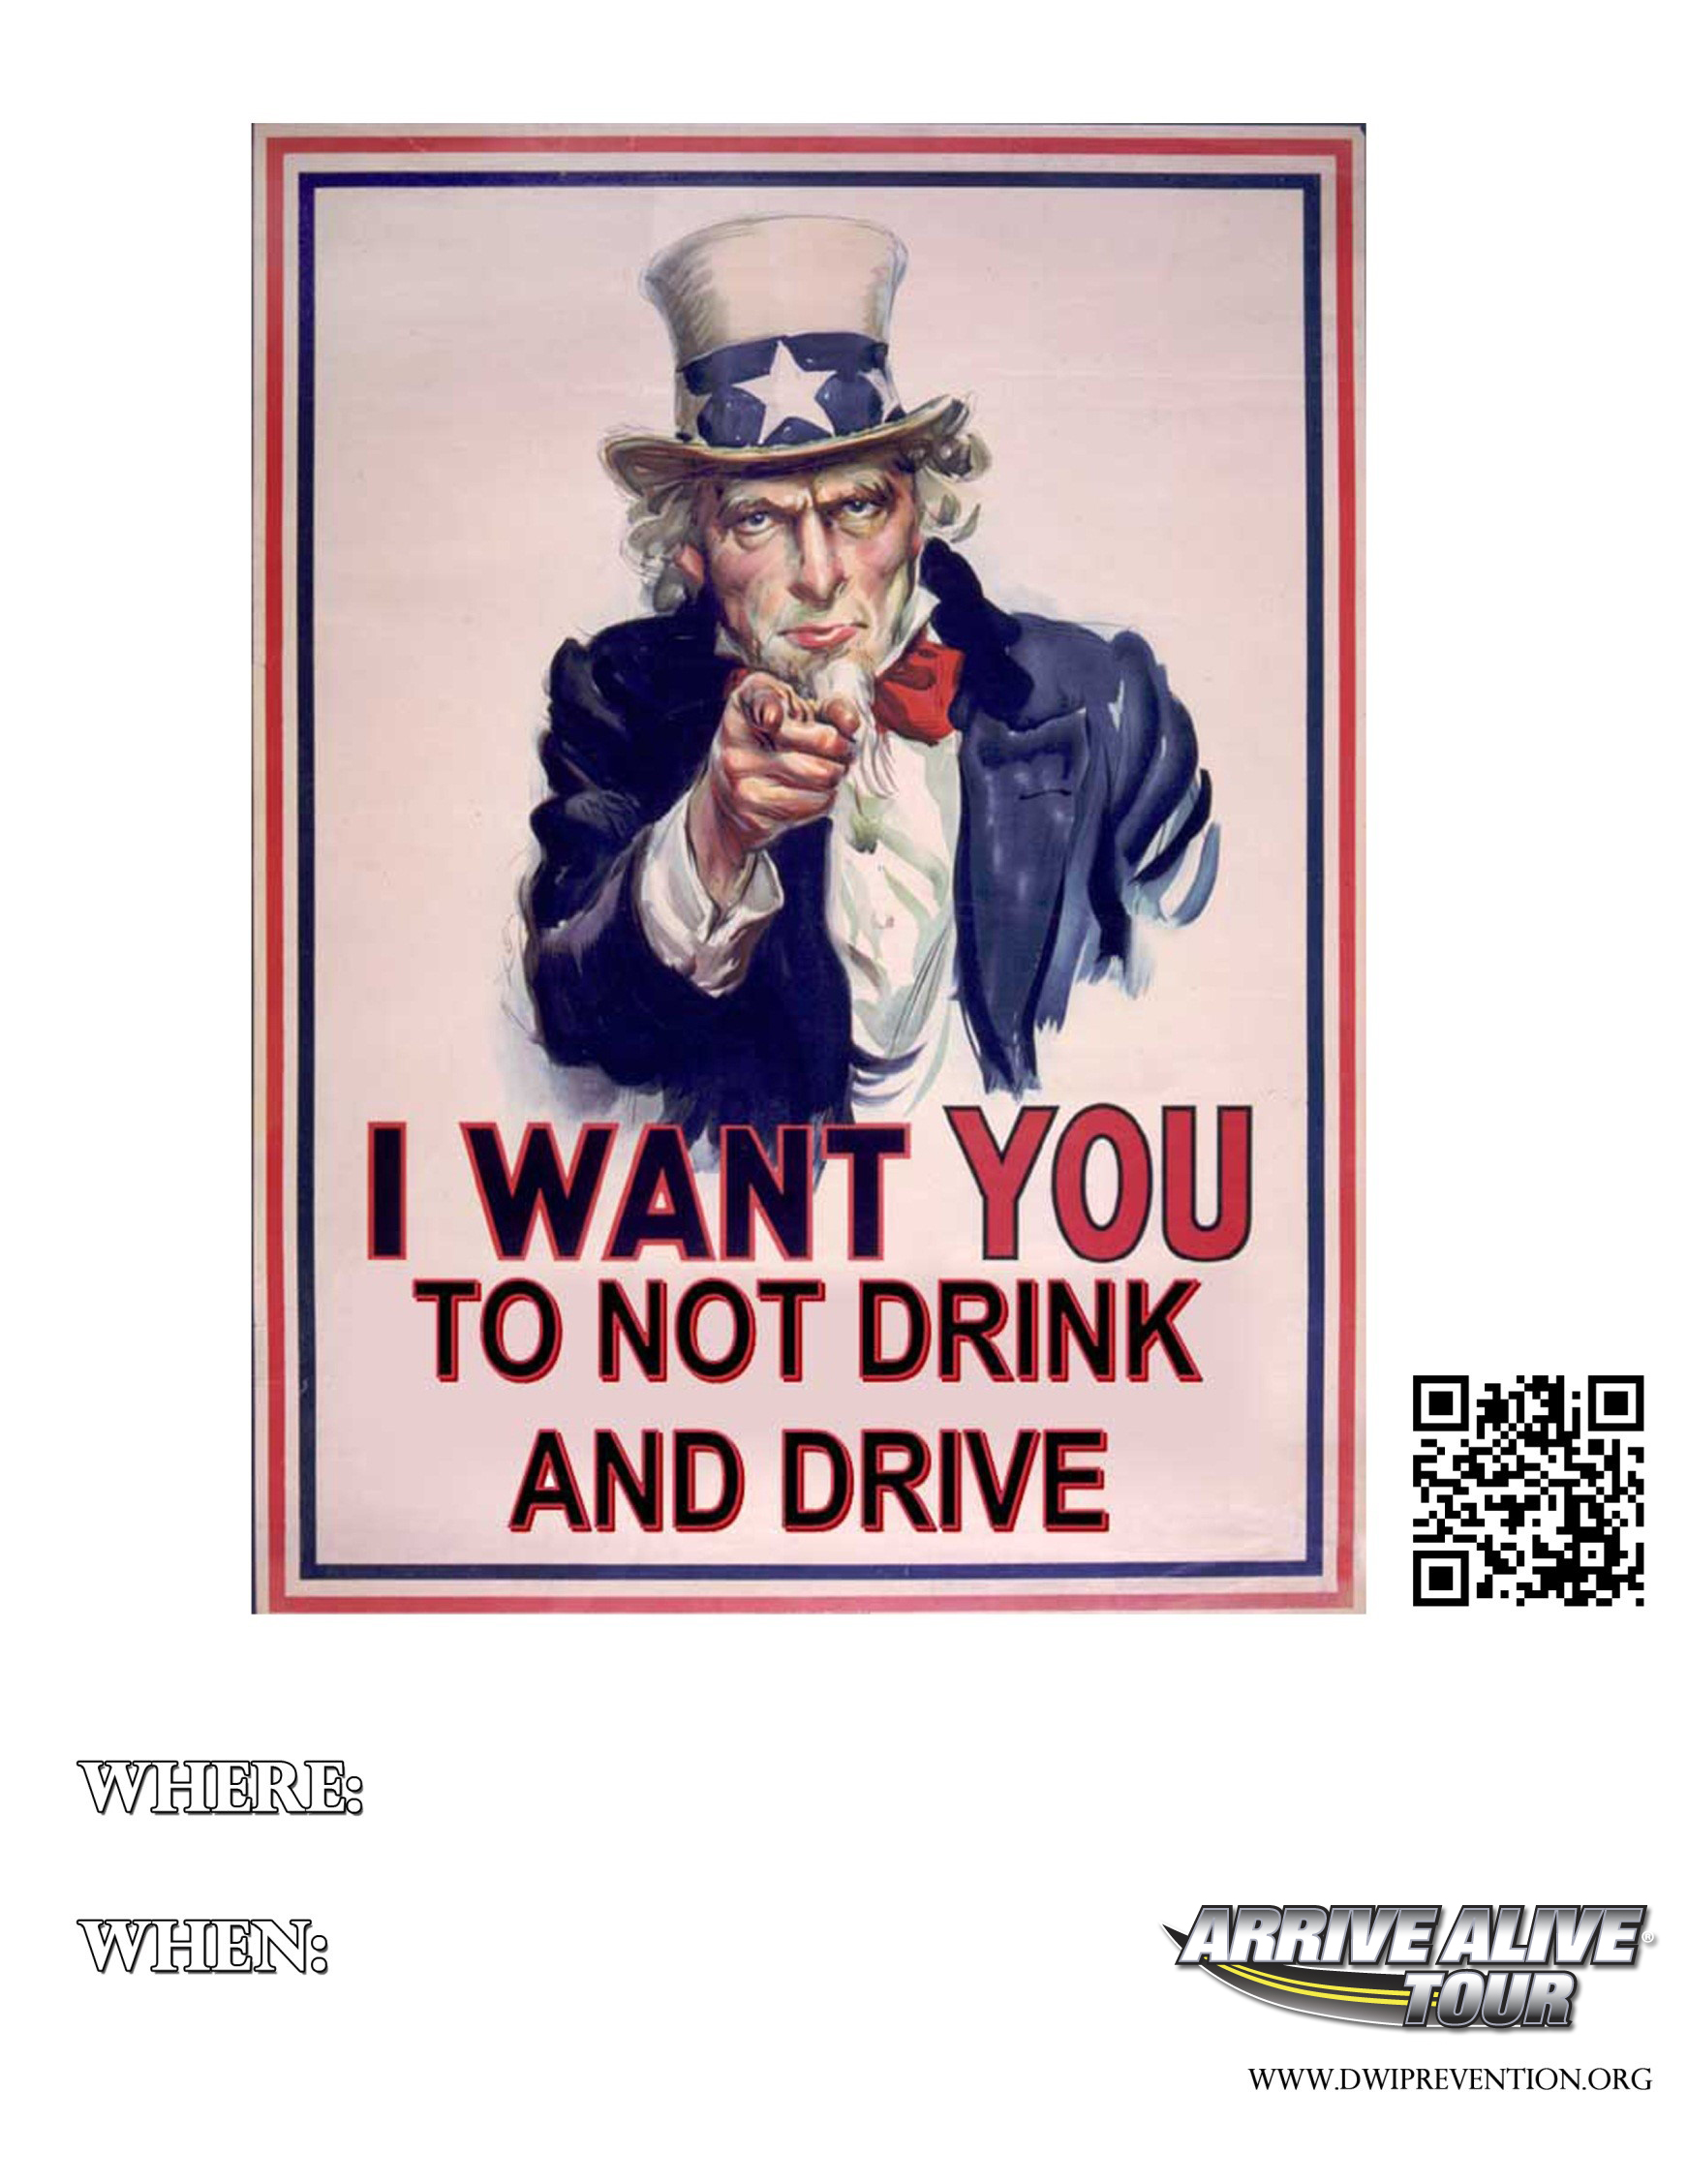 I WANT YOU
TO NOT DRINK
AND DRIVE
WHERE:
WHEN:
ARRIVE ALIVE®
TOUR
WWW.DWIPREVENTION.ORG